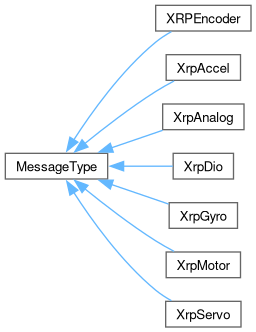 XRPEncoder
XrpAccel
XrpAnalog
MessageType
XrpDio
XrpGyro
XrpMotor
XrpServo